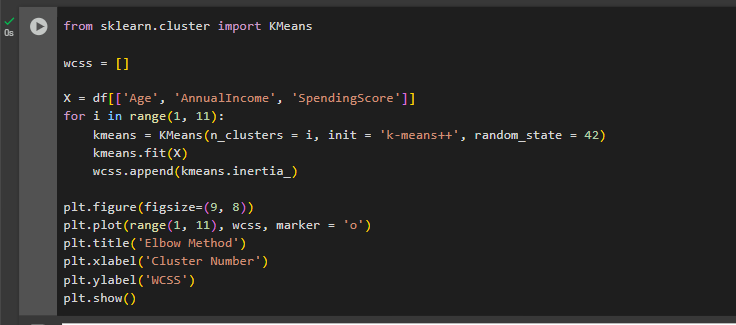 0s
from sklearn.cluster import KMeans
wcss = []
X = df[['Age', 'AnnualIncome', 'SpendingScore']]
for i in range(1, 11):
    kmeans = KMeans(n_clusters = i, init = 'k-means++', random_state = 42)
    kmeans.fit(X)
    wcss.append(kmeans.inertia_)
plt.figure(figsize=(9, 8))
plt.plot(range(1, 11), wcss, marker = 'o')
plt.title('Elbow Method')
plt.xlabel('Cluster Number')
plt.ylabel('WCSS')
plt.show()